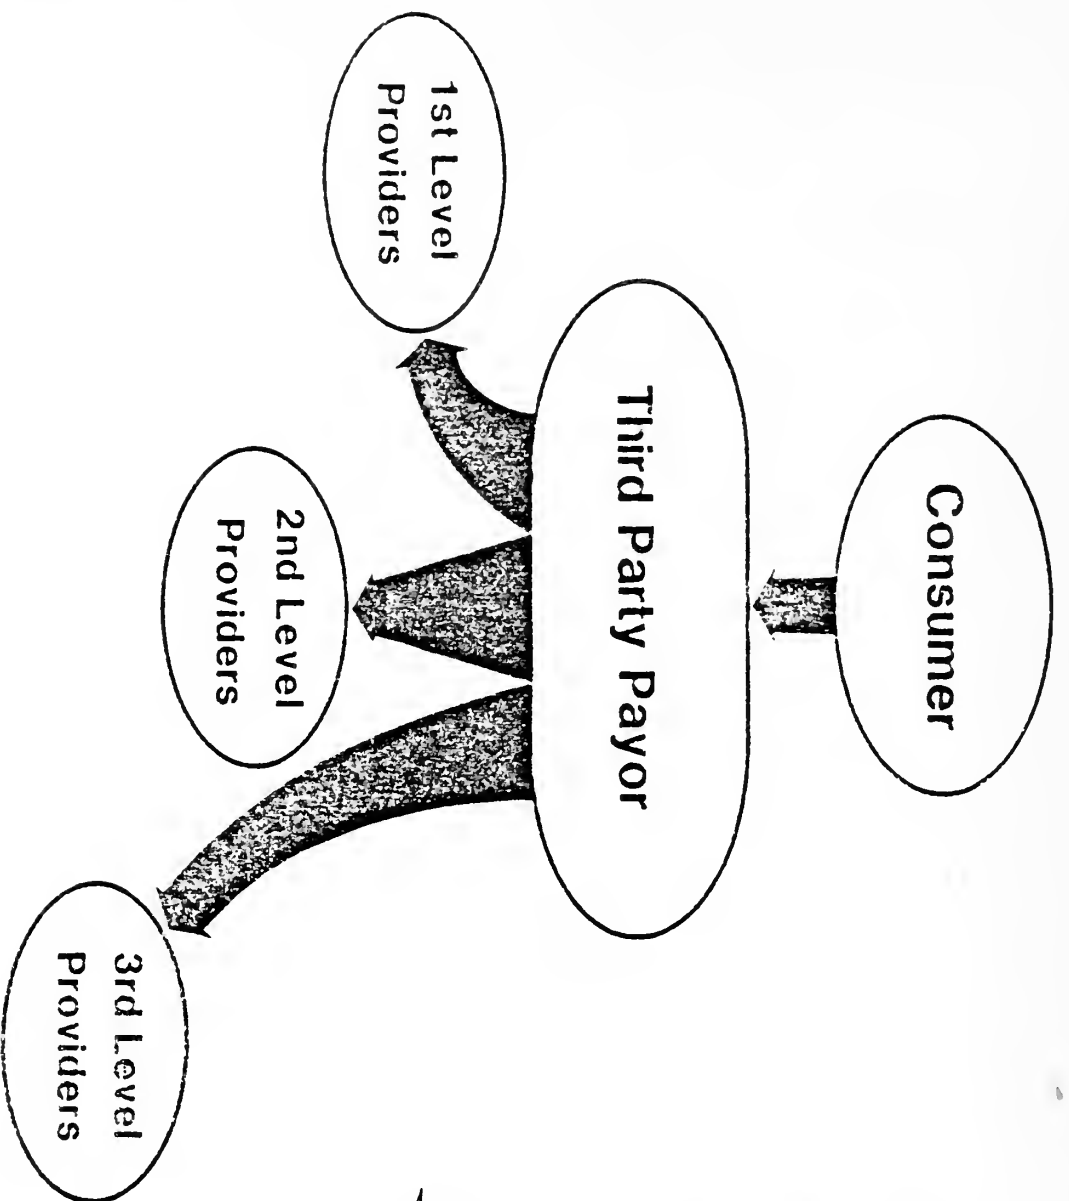 Consumer
Third Party Payor
1st Level
Providers
2nd Level
Providers
3rd Level
Providers